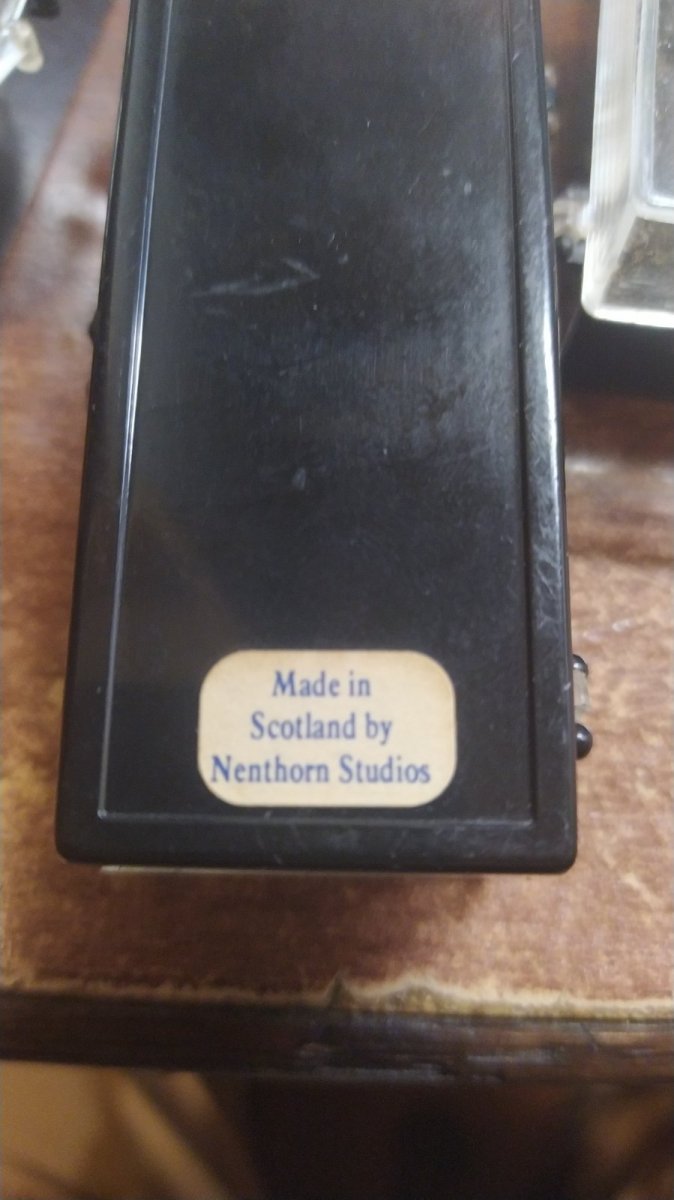 Made in
Scotland by
Nenthorn Studios